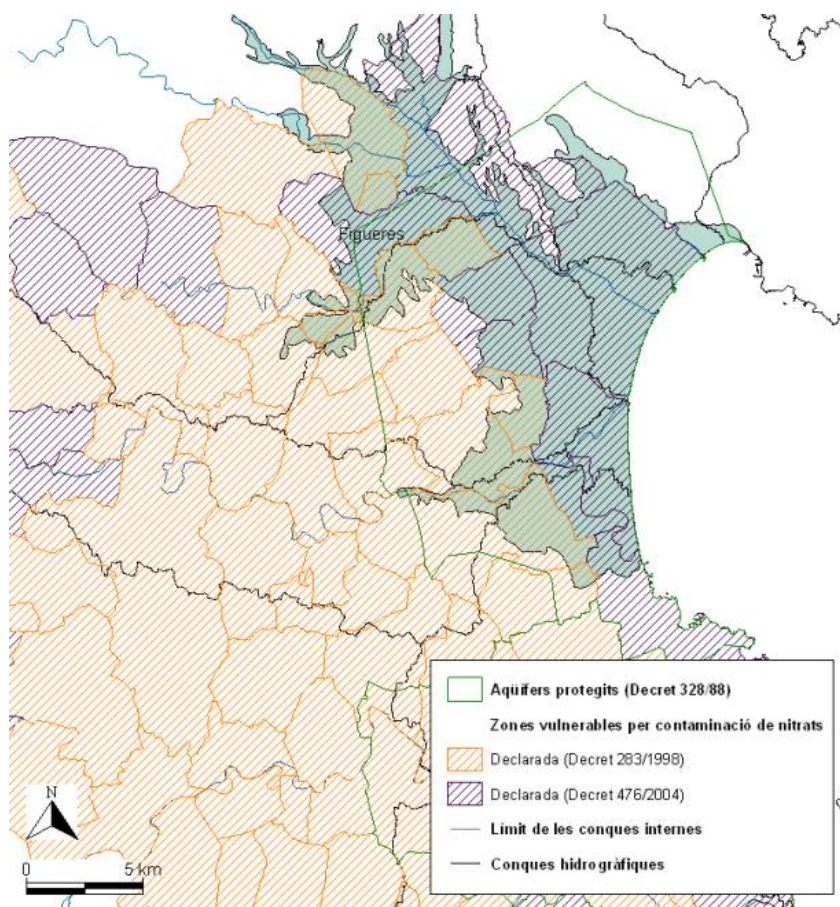 Figueres
Aqüífers protegits (Decret 328/88)
Zones vulnerables per contaminació de nitrats
Declarada (Decret 283/1998)
Declarada (Decret 476/2004)
Límit de les conques internes
Conques hidrogràfiques
N
0 5 km